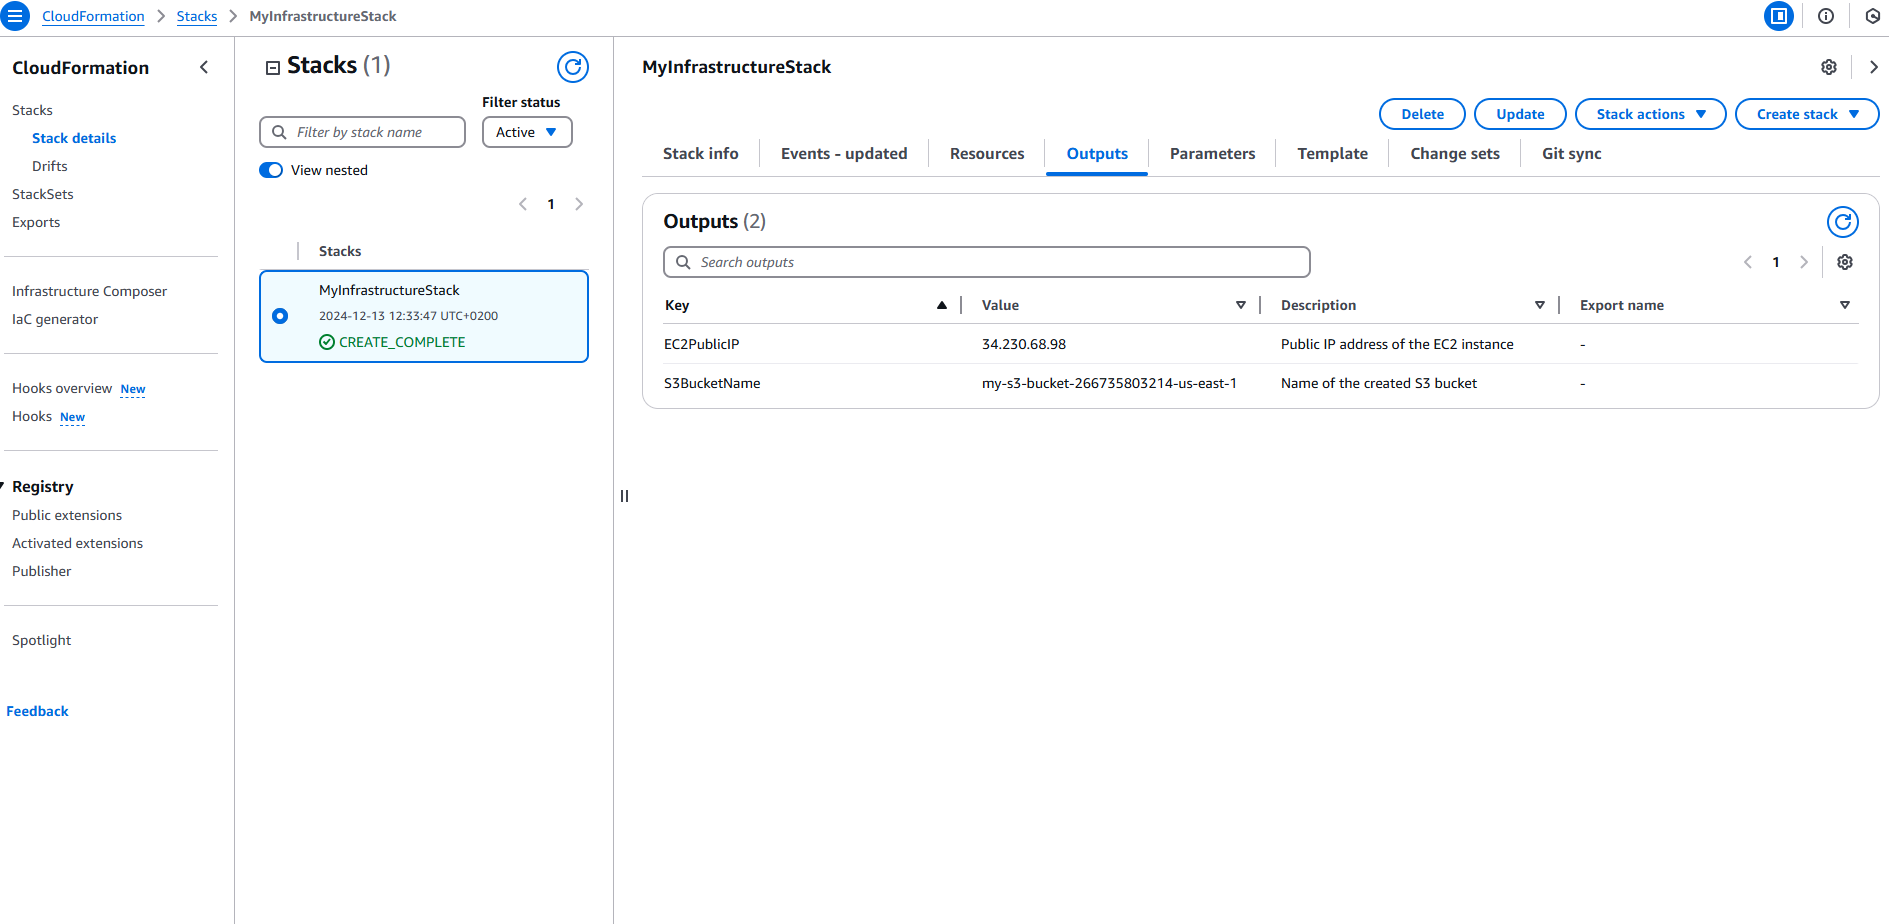 CloudFormation > Stacks > MyInfrastructureStack
CloudFormation
Stacks
Stack details
Drifts
StackSets
Exports
Infrastructure Composer
IaC generator
Hooks overview New
Hooks New
Registry
Public extensions
Activated extensions
Publisher
Spotlight
Feedback
Stacks (1)
Filter status
Filter by stack name
Active
View nested
1
Stacks
MyInfrastructureStack
2024-12-13 12:33:47 UTC+0200
CREATE_COMPLETE
MyInfrastructureStack
Delete Update Stack actions Create stack
Stack info Events - updated Resources Outputs Parameters Template Change sets Git sync
Outputs (2)
Search outputs
1
Key Value Description Export name
EC2PublicIP 34.230.68.98 Public IP address of the EC2 instance -
S3BucketName my-s3-bucket-266735803214-us-east-1 Name of the created S3 bucket -